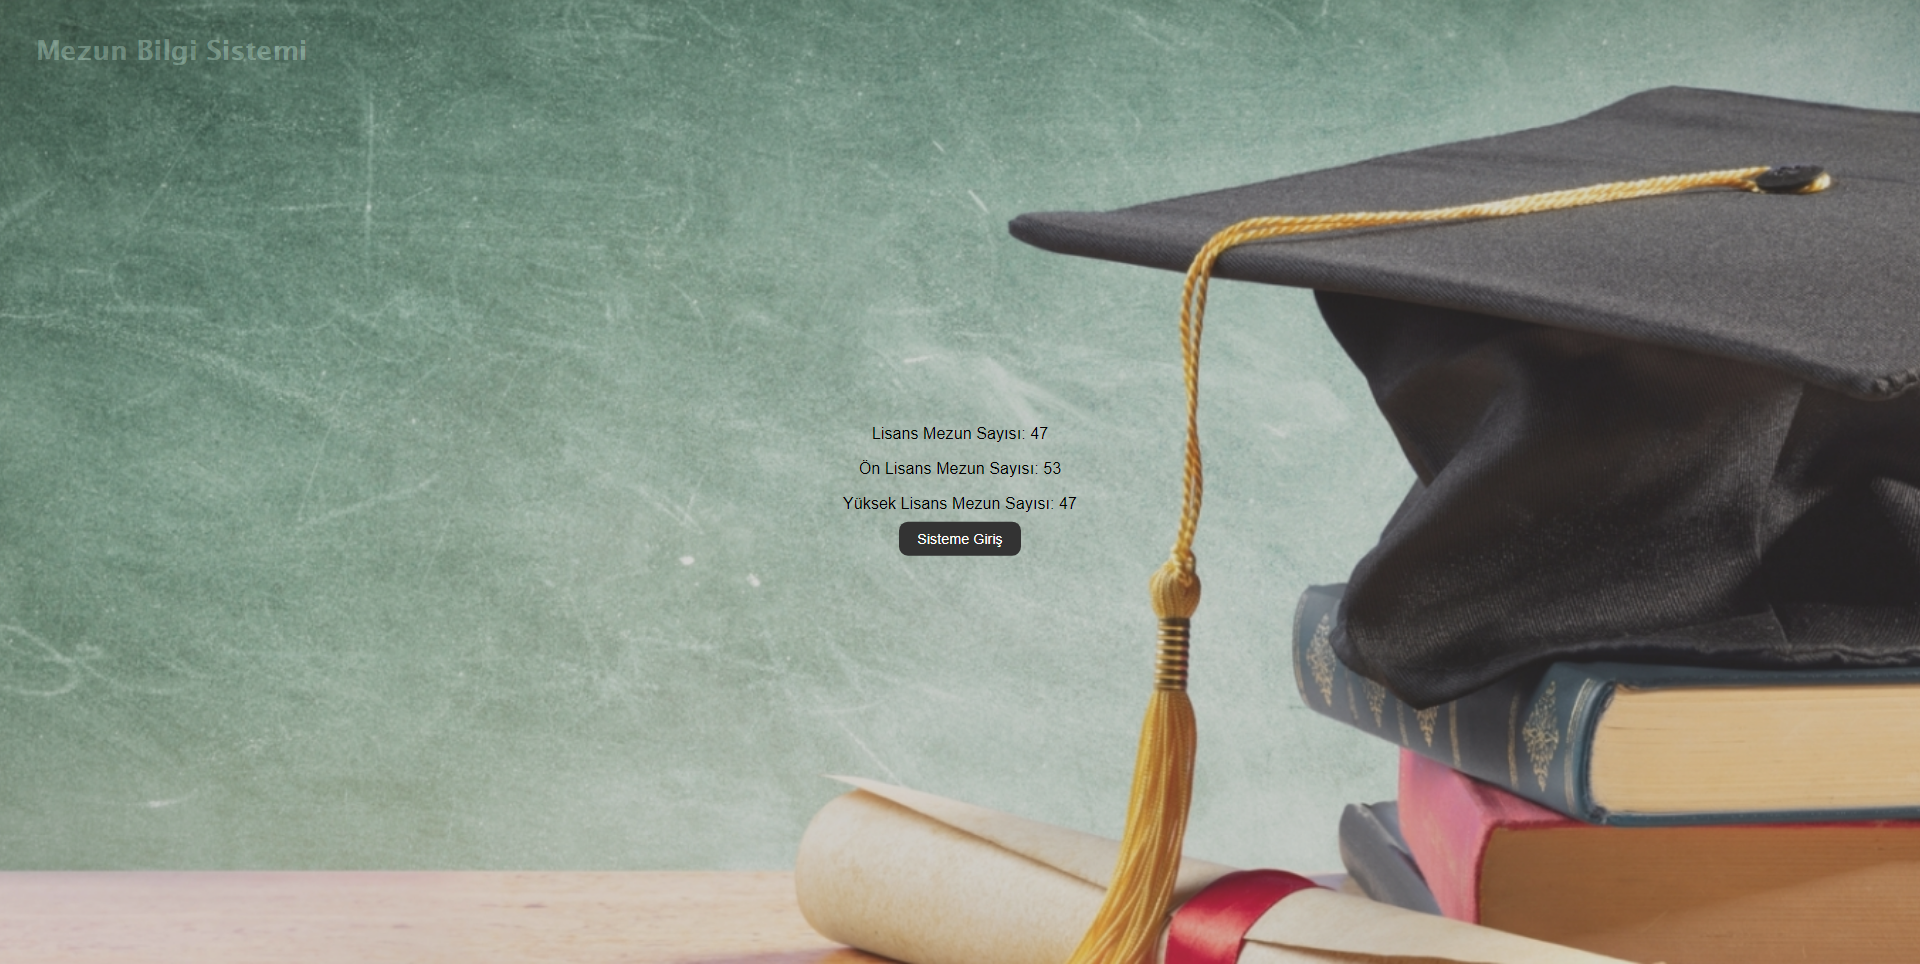 Mezun Bilgi Sistemi
Lisans Mezun Sayısı: 47
Ön Lisans Mezun Sayısı: 53
Yüksek Lisans Mezun Sayısı: 47
Sisteme Giriş